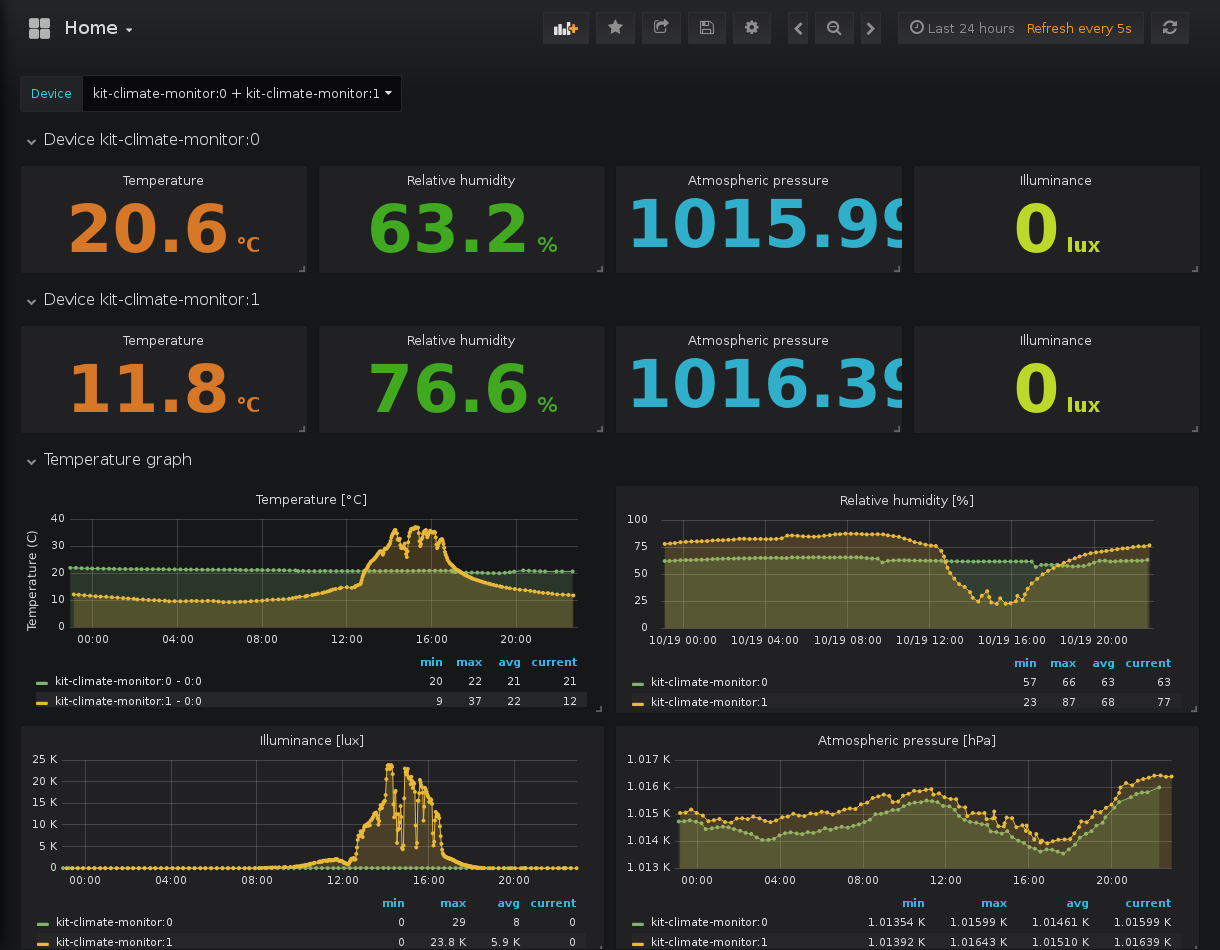 Home
Last 24 hours Refresh every 5s
Device kit-climate-monitor:0 + kit-climate-monitor:1
Device kit-climate-monitor:0
Temperature Relative humidity Atmospheric pressure Illuminance
20.6 °C 63.2 % 1015.99 0 lux
Device kit-climate-monitor:1
Temperature Relative humidity Atmospheric pressure Illuminance
11.8 °C 76.6 % 1016.39 0 lux
Temperature graph
Temperature [°C]
Temperature (C)
40
30
20
10
0
00:00 04:00 08:00 12:00 16:00 20:00
min max avg current
kit-climate-monitor:0 - 0:0 20 22 21 21
kit-climate-monitor:1 - 0:0 9 37 22 12
Relative humidity [%]
100
75
50
25
0
10/19 00:00 10/19 04:00 10/19 08:00 10/19 12:00 10/19 16:00 10/19 20:00
min max avg current
kit-climate-monitor:0 57 66 63 63
kit-climate-monitor:1 23 87 68 77
Illuminance [lux]
25 K
20 K
15 K
10 K
5 K
0
00:00 04:00 08:00 12:00 16:00 20:00
min max avg current
kit-climate-monitor:0 0 29 8 0
kit-climate-monitor:1 0 23.8 K 5.9 K 0
Atmospheric pressure [hPa]
1.017 K
1.016 K
1.015 K
1.014 K
1.013 K
00:00 04:00 08:00 12:00 16:00 20:00
min max avg current
kit-climate-monitor:0 1.01354 K 1.01599 K 1.01461 K 1.01599 K
kit-climate-monitor:1 1.01392 K 1.01643 K 1.01510 K 1.01639 K